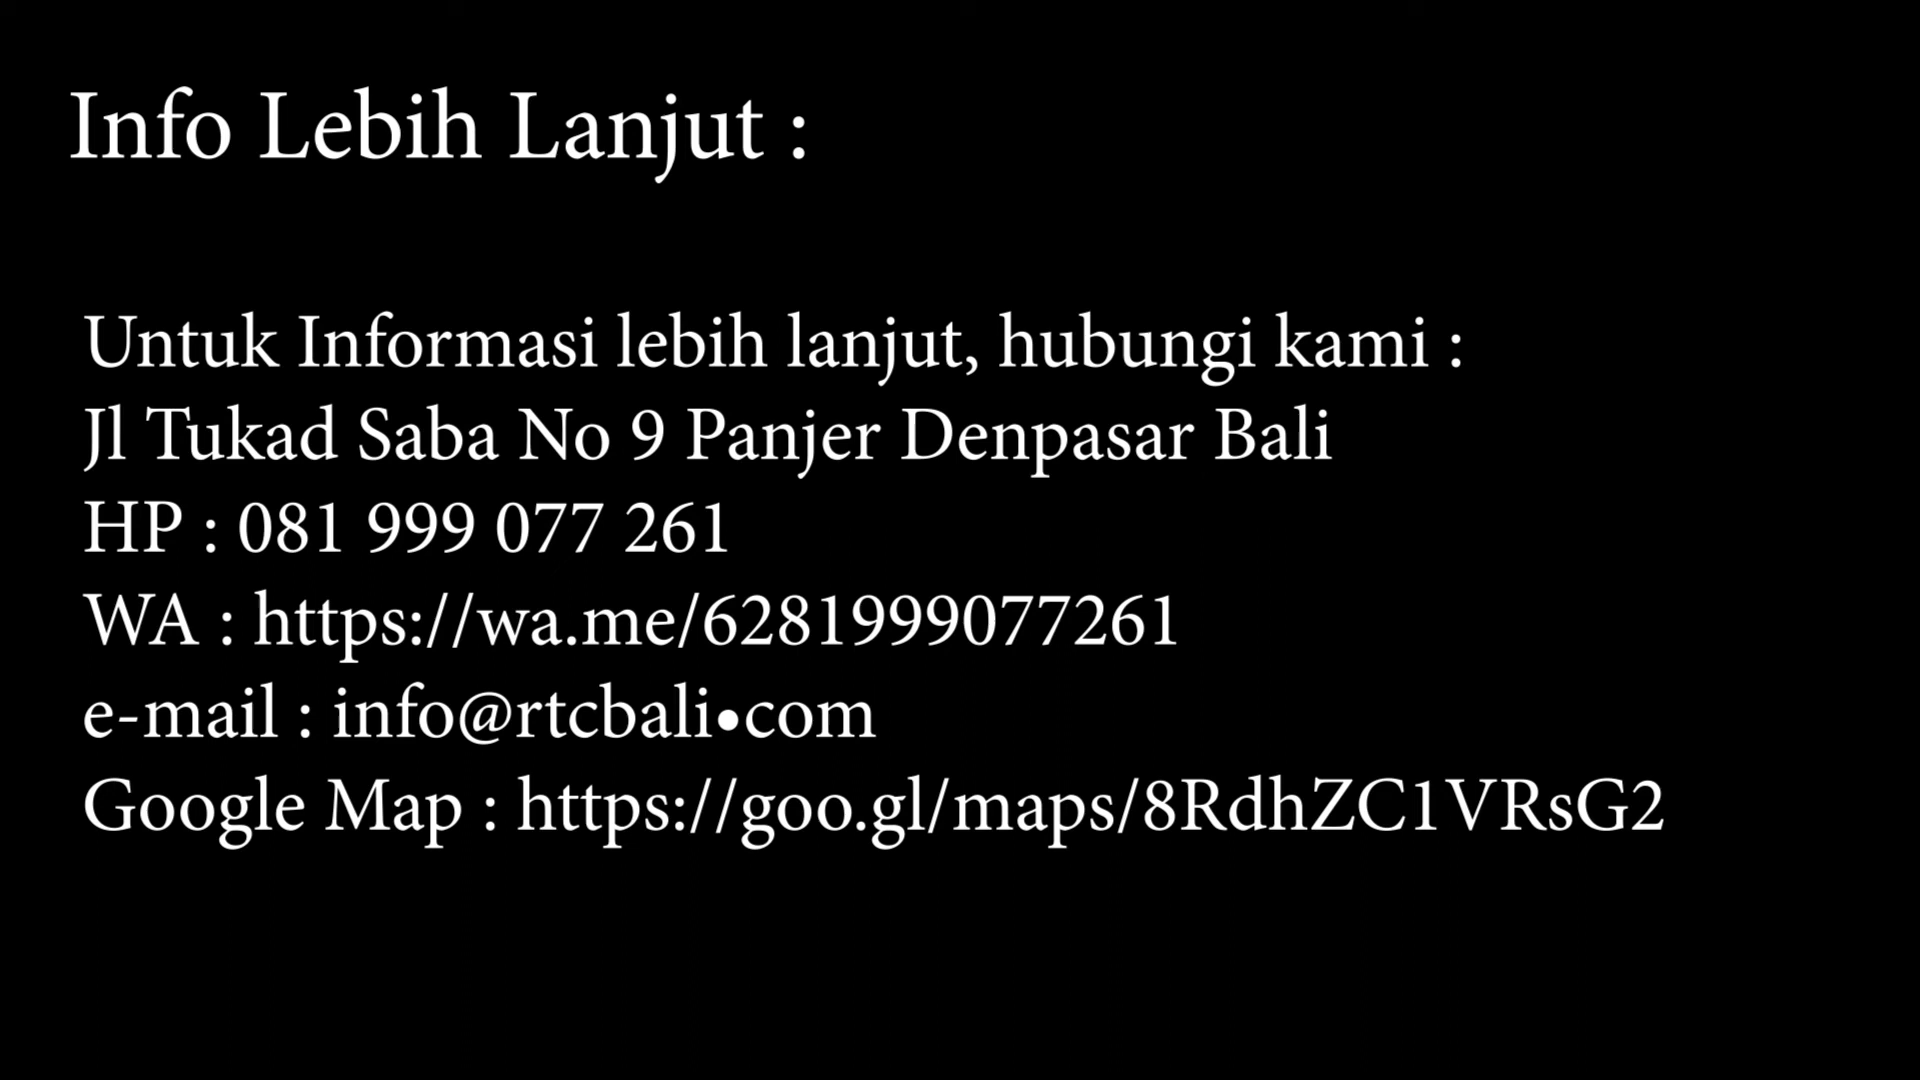 Info Lebih Lanjut :
Untuk Informasi lebih lanjut, hubungi kami :
Jl Tukad Saba No 9 Panjer Denpasar Bali
HP : 081 999 077 261
WA : https://wa.me/6281999077261
e-mail : info@rtcbali•com
Google Map : https://goo.gl/maps/8RdhZC1VRsG2